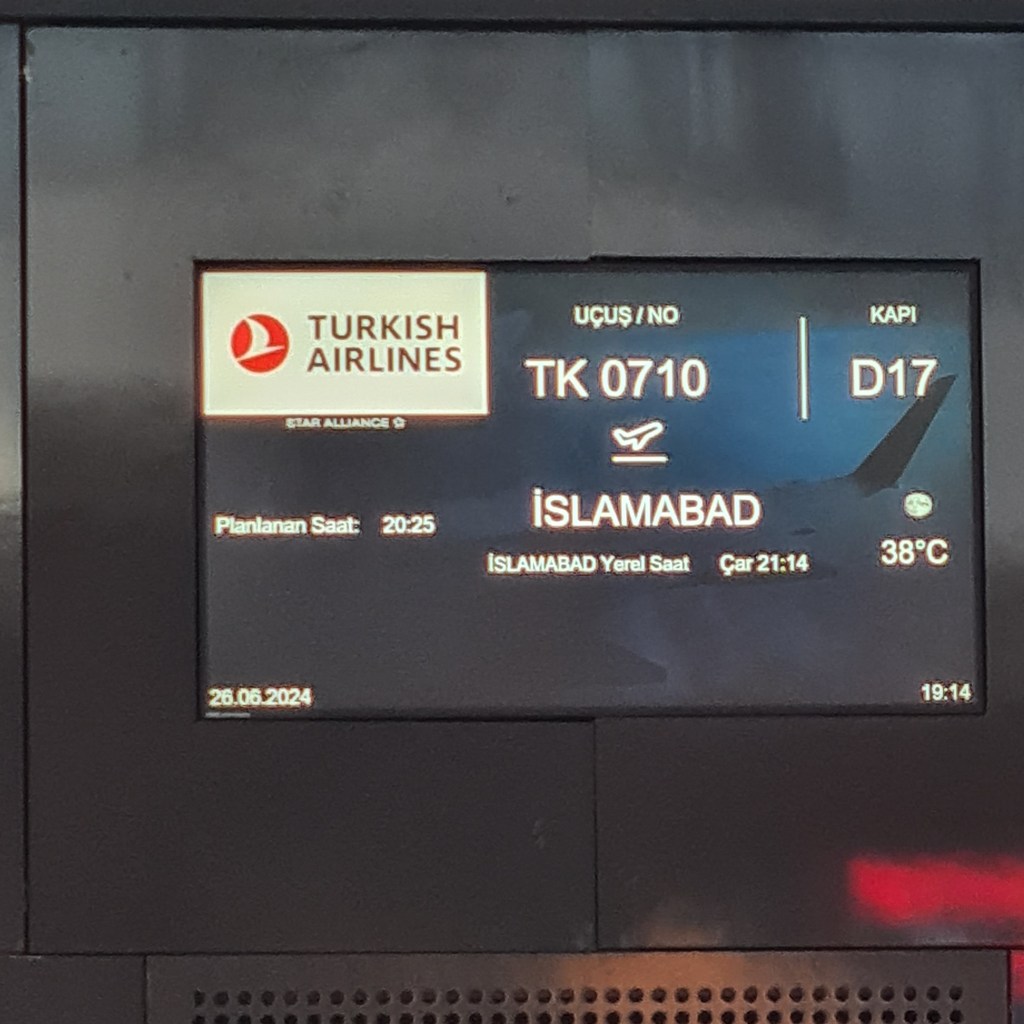 TURKISH
AIRLINES
STAR ALLIANCE
UÇUŞ / NO
TK 0710
KAPI
D17
Planlanan Saat: 20:25
İSLAMABAD
İSLAMABAD Yerel Saat Çar 21:14
38°C
26.06.2024
19:14